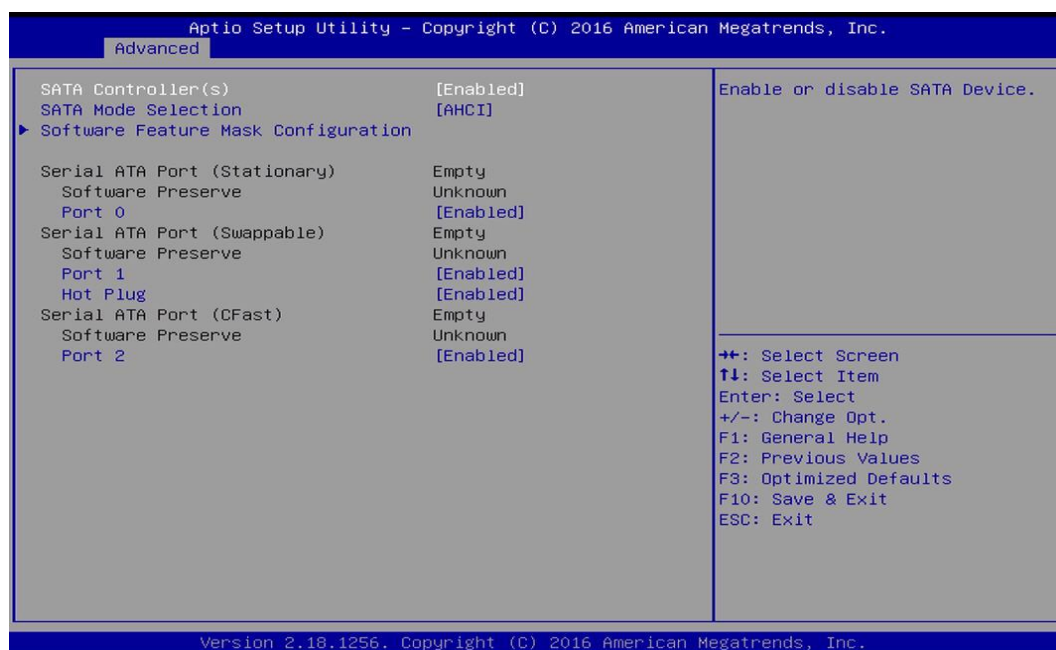 Aptio Setup Utility – Copyright (C) 2016 American Megatrends, Inc.
Advanced
SATA Controller(s) [Enabled]
SATA Mode Selection [AHCI]
▶ Software Feature Mask Configuration
Serial ATA Port (Stationary) Empty
Software Preserve Unknown
Port 0 [Enabled]
Serial ATA Port (Swappable) Empty
Software Preserve Unknown
Port 1 [Enabled]
Hot Plug [Enabled]
Serial ATA Port (CFast) Empty
Software Preserve Unknown
Port 2 [Enabled]
Enable or disable SATA Device.
→←: Select Screen
↑↓: Select Item
Enter: Select
+/-: Change Opt.
F1: General Help
F2: Previous Values
F3: Optimized Defaults
F10: Save & Exit
ESC: Exit
Version 2.18.1256. Copyright (C) 2016 American Megatrends, Inc.